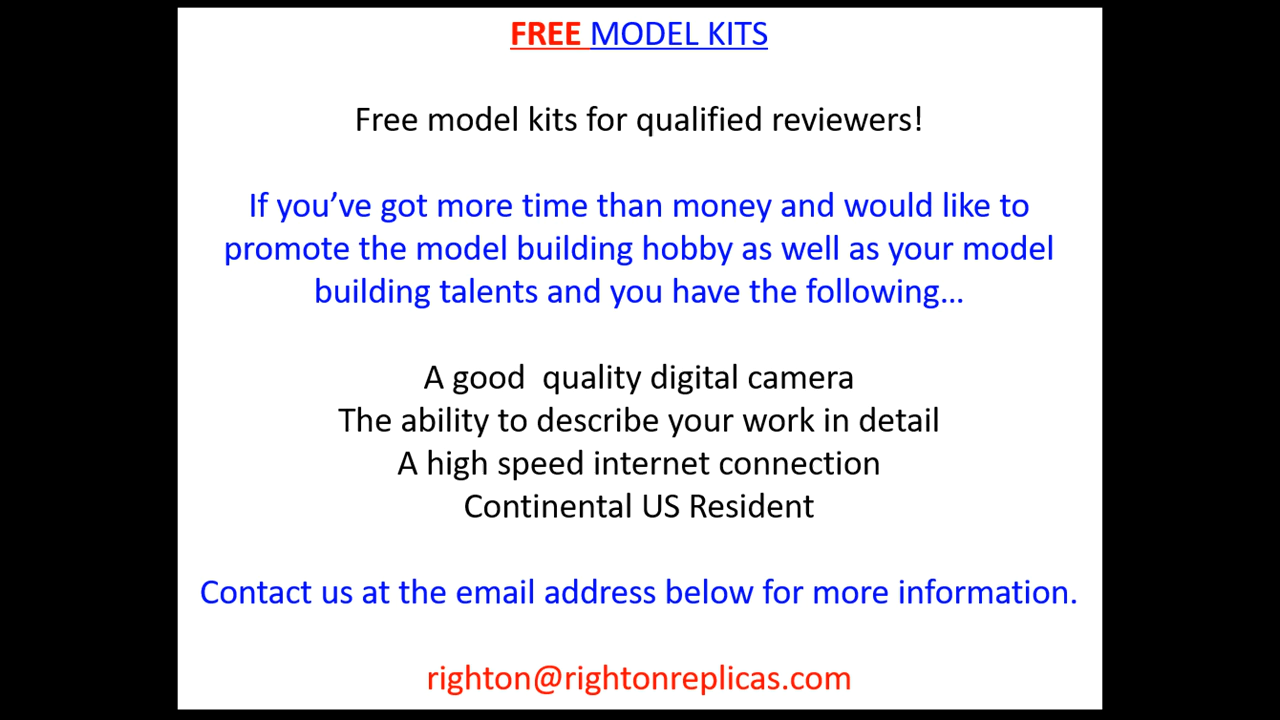 FREE MODEL KITS
Free model kits for qualified reviewers!
If you’ve got more time than money and would like to
promote the model building hobby as well as your model
building talents and you have the following…
A good  quality digital camera
The ability to describe your work in detail
A high speed internet connection
Continental US Resident
Contact us at the email address below for more information.
righton@rightonreplicas.com